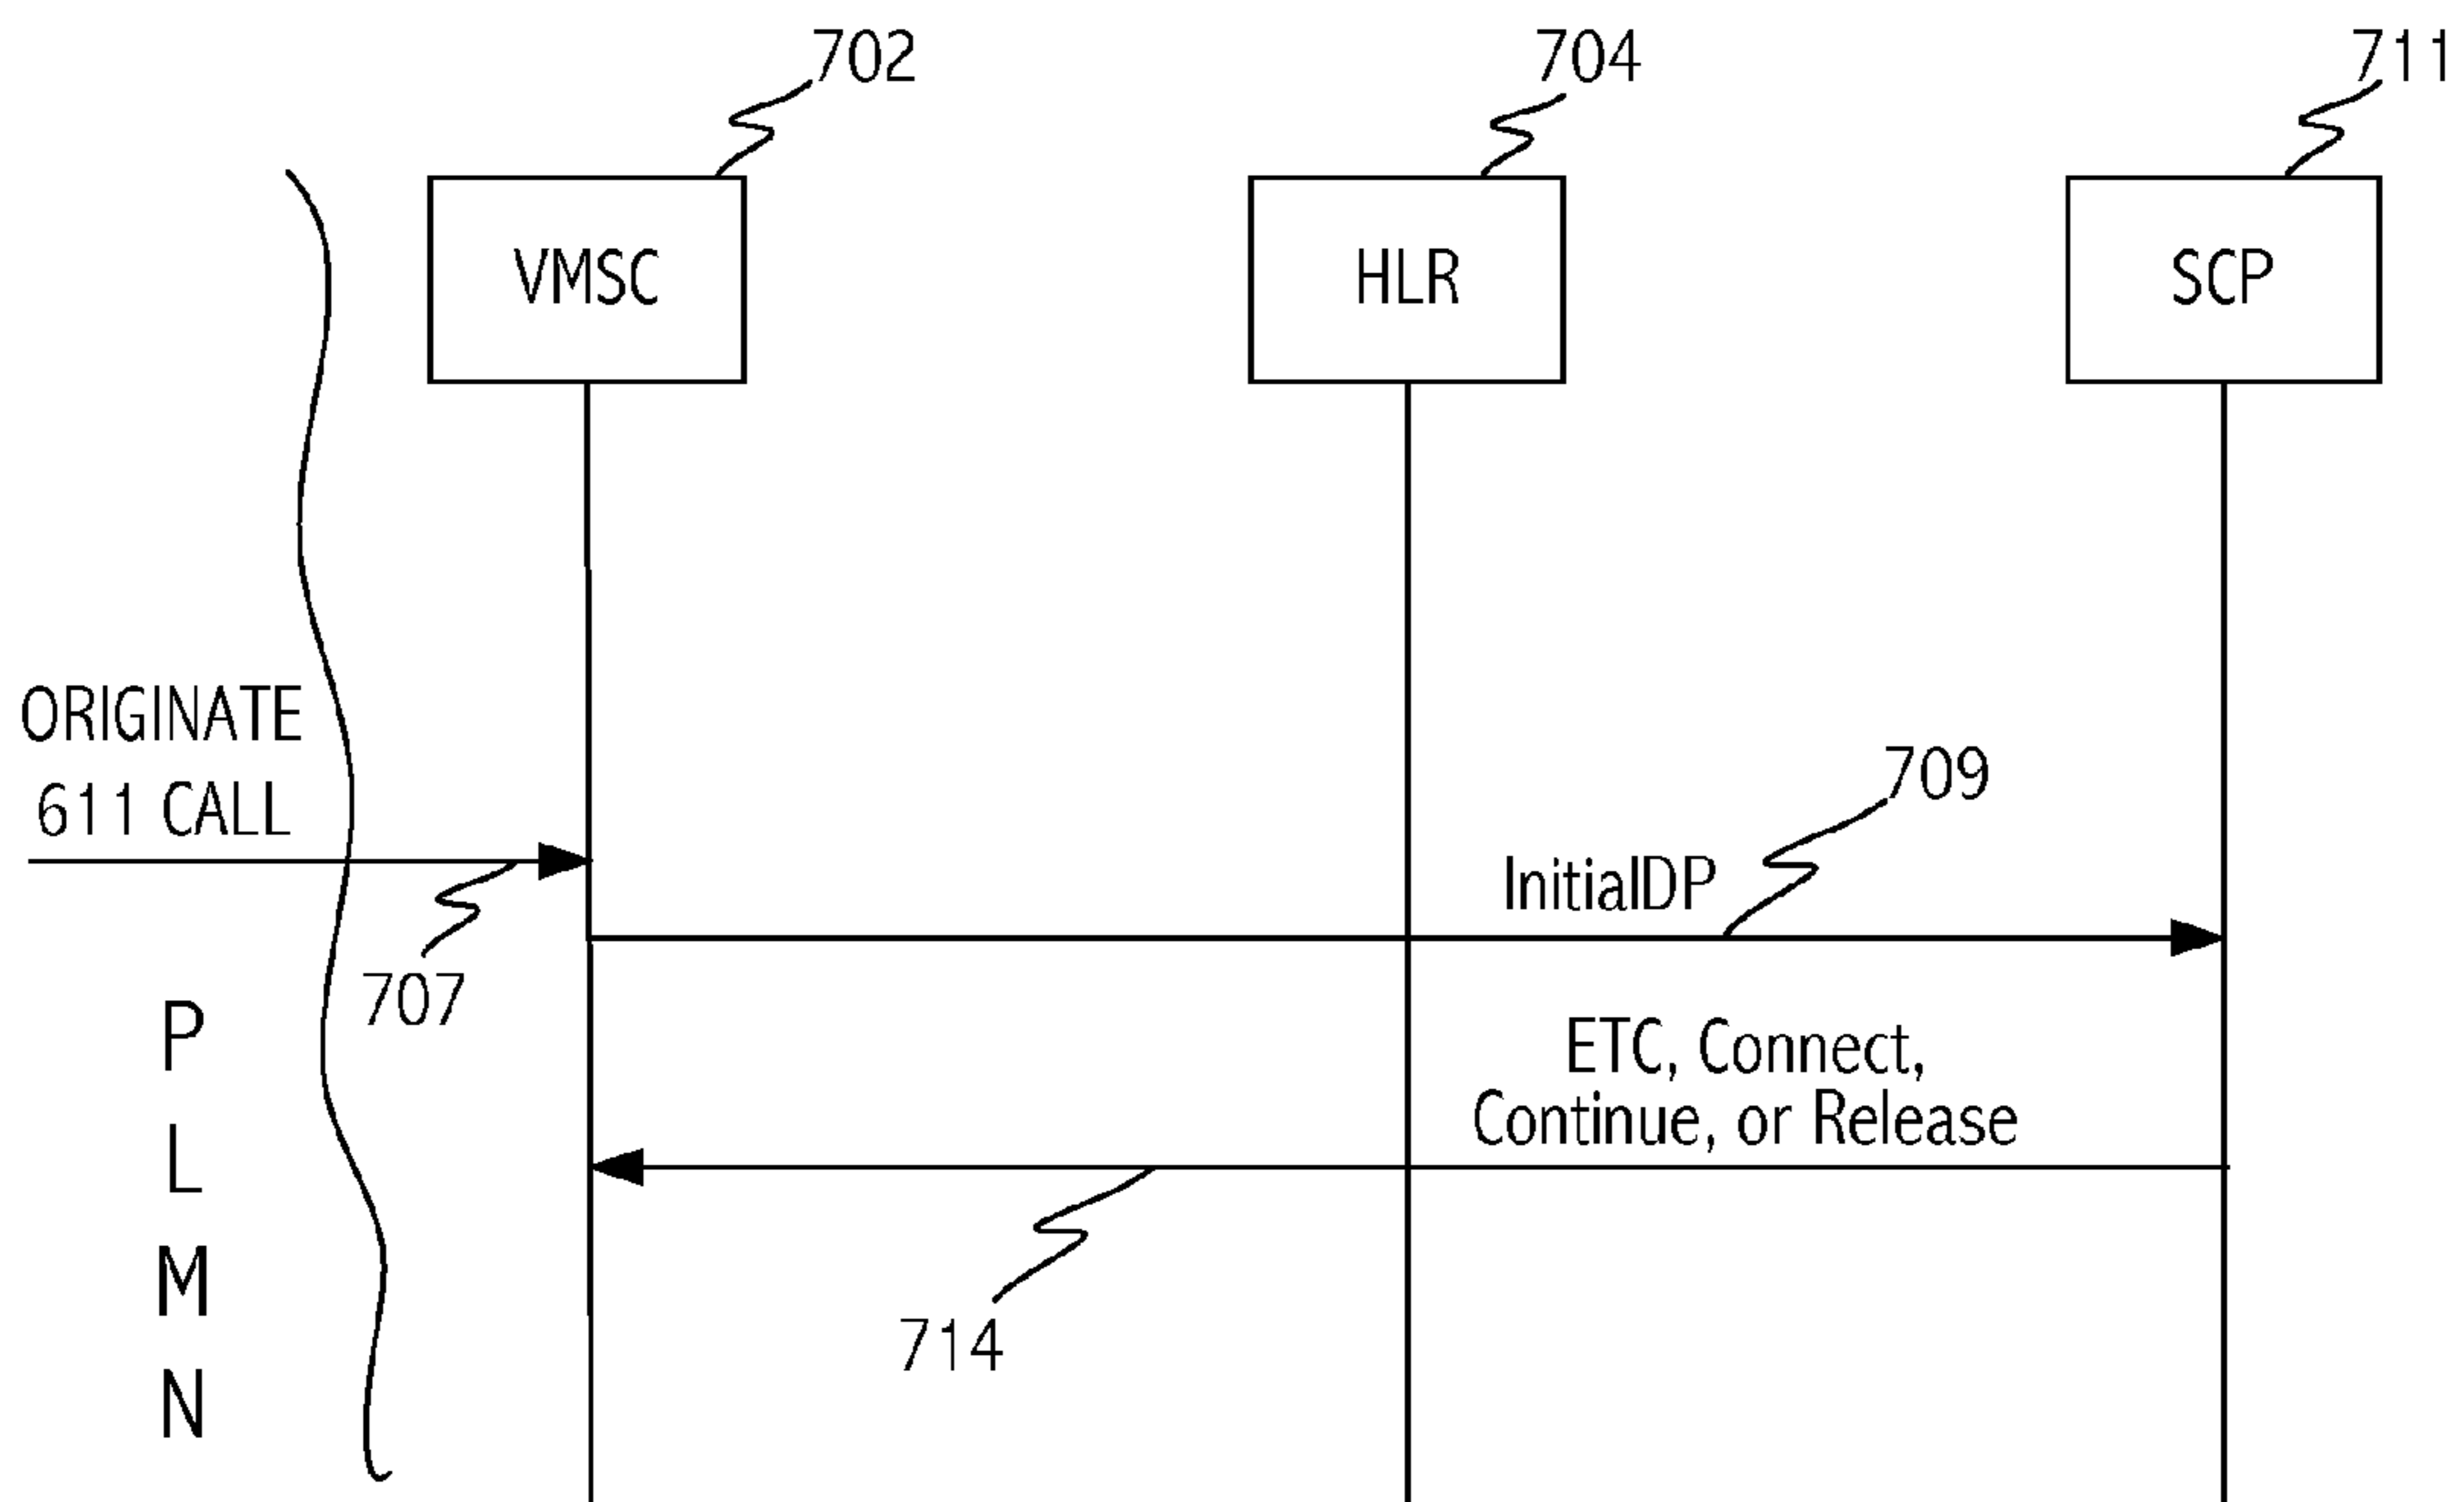 702
704
711
VMSC
HLR
SCP
ORIGINATE
611 CALL
709
InitialDP
707
ETC, Connect,
Continue, or Release
714
P
L
M
N